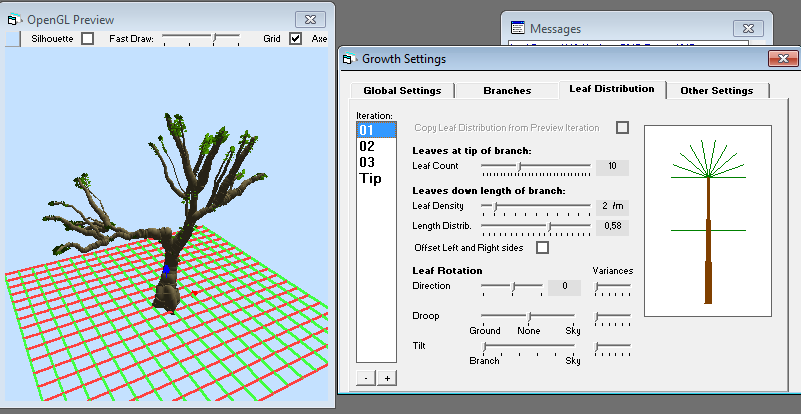 OpenGL Preview
Silhouette Fast Draw: Grid Axe
Messages
Growth Settings
Global Settings Branches Leaf Distribution Other Settings
Iteration:
01
02
03
Tip
- +
Copy Leaf Distribution from Preview Iteration
Leaves at tip of branch:
Leaf Count 10
Leaves down length of branch:
Leaf Density 2 /m
Length Distrib. 0,58
Offset Left and Right sides
Leaf Rotation Variances
Direction 0
Droop
Ground None Sky
Tilt
Branch Sky